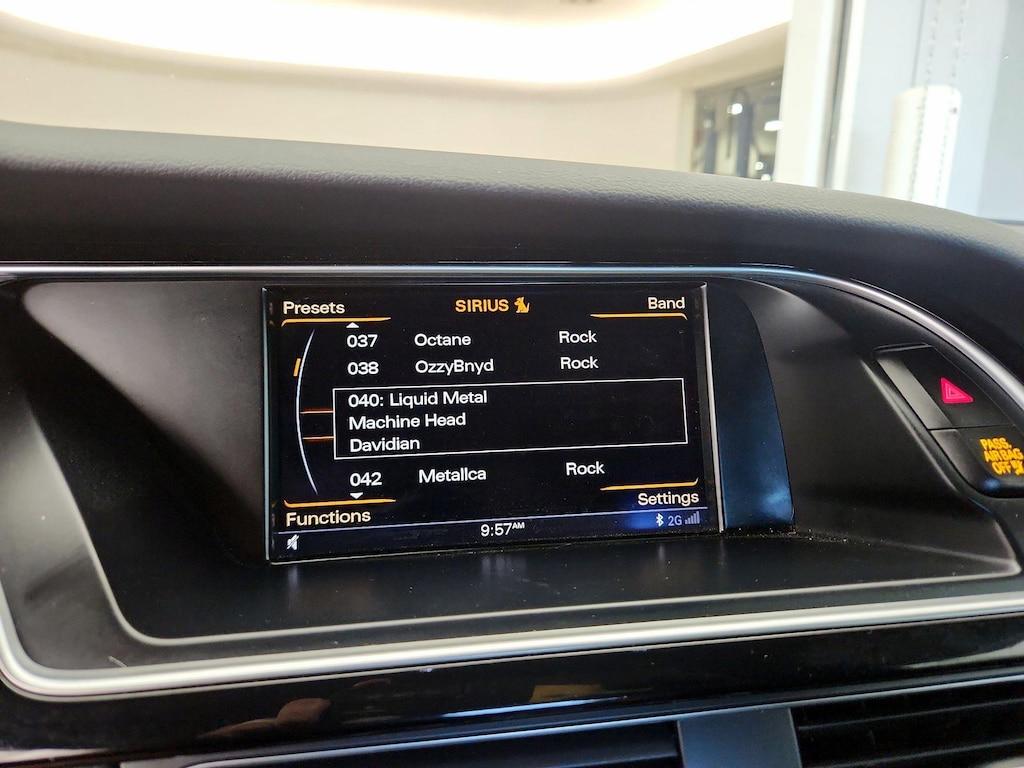 Presets SIRIUS Band
037 Octane Rock
038 OzzyBnyd Rock
040: Liquid Metal
Machine Head
Davidian
042 Metallca Rock
Functions Settings
9:57AM 2G
PASS.
AIRBAG
OFF